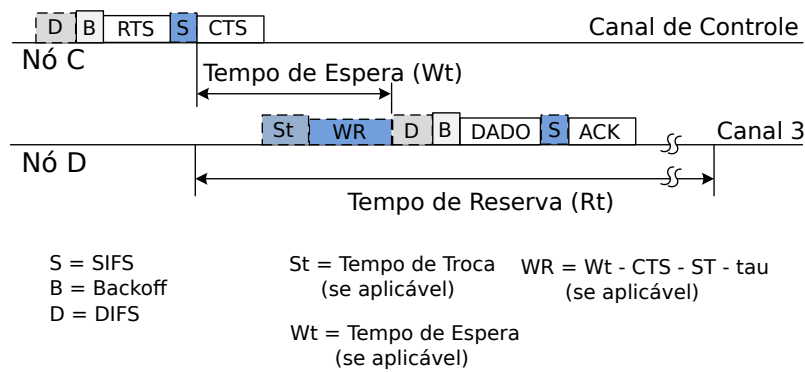 D B RTS S CTS Canal de Controle
Nó C
Tempo de Espera (Wt)
St WR D B DADO S ACK Canal 3
Nó D
Tempo de Reserva (Rt)
S = SIFS
B = Backoff
D = DIFS
St = Tempo de Troca
(se aplicável)
WR = Wt - CTS - ST - tau
(se aplicável)
Wt = Tempo de Espera
(se aplicável)